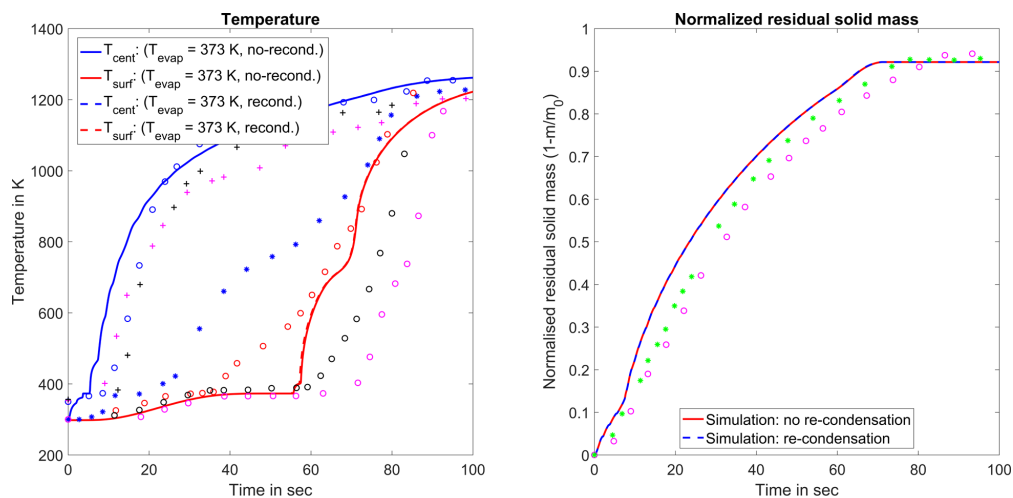 Temperature
1400
1200
1000
800
600
400
200
Temperature in K
T_cent: (T_evap = 373 K, no-recond.)
T_surf: (T_evap = 373 K, no-recond.)
T_cent: (T_evap = 373 K, recond.)
T_surf: (T_evap = 373 K, recond.)
0 20 40 60 80 100
Time in sec
Normalized residual solid mass
1
0.9
0.8
0.7
0.6
0.5
0.4
0.3
0.2
0.1
0
Normalised residual solid mass (1-m/m_0)
Simulation: no re-condensation
Simulation: re-condensation
0 20 40 60 80 100
Time in sec